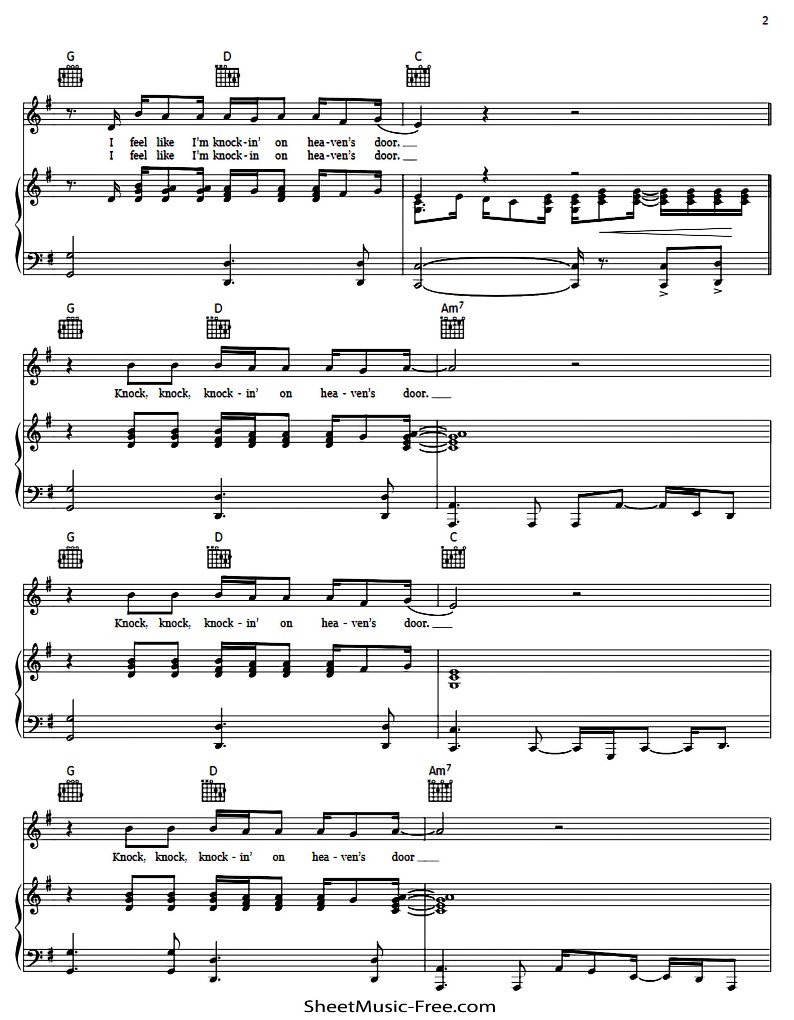 2
G D C
I feel like I'm knock-in' on hea-ven's door.
I feel like I'm knock-in on hea-ven's door.
G D Am7
Knock, knock, knock-in' on hea-ven's door.
G D C
Knock, knock, knock-in' on hea-ven's door.
G D Am7
Knock, knock, knock-in' on hea-ven's door
SheetMusic-Free.com